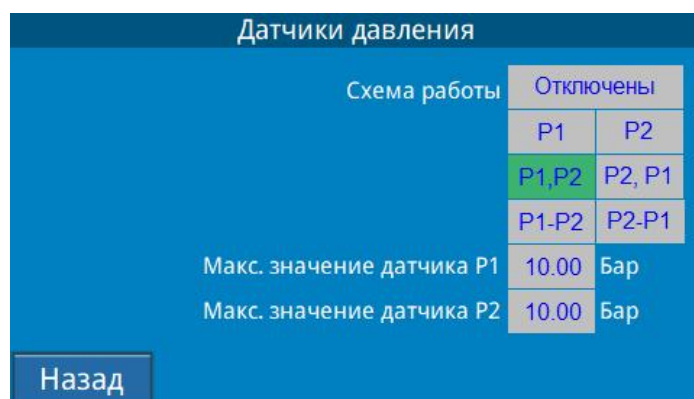 Датчики давления
Схема работы Отключены
P1 P2
P1,P2 P2, P1
P1-P2 P2-P1
Макс. значение датчика P1 10.00 Бар
Макс. значение датчика P2 10.00 Бар
Назад